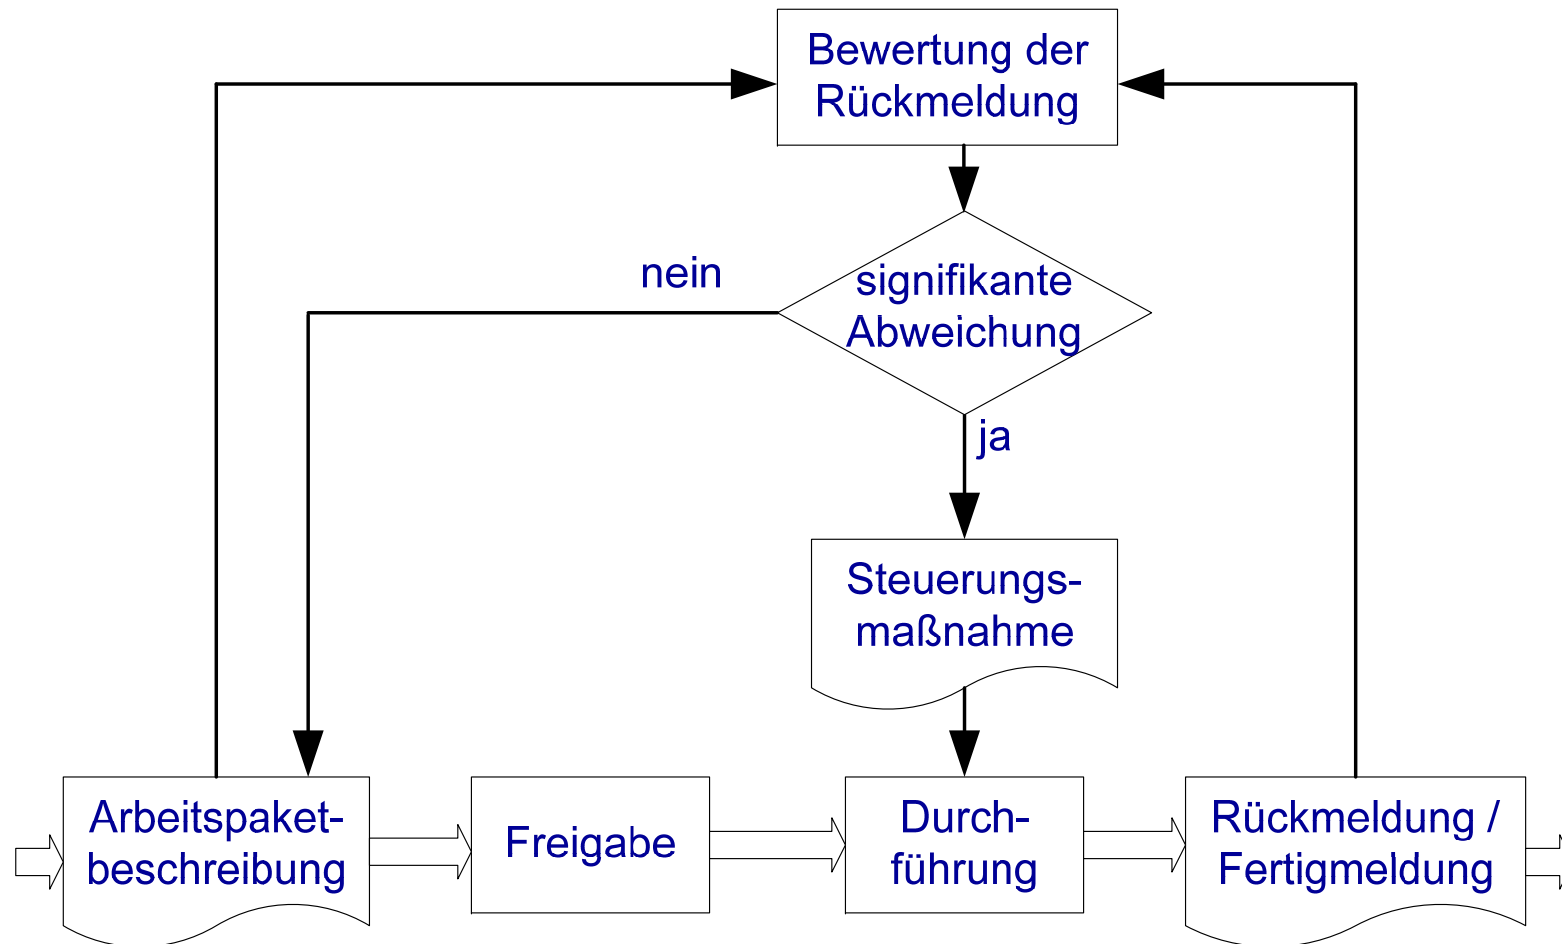 Bewertung der
Rückmeldung
nein
signifikante
Abweichung
ja
Steuerungs-
maßnahme
Arbeitspaket-
beschreibung
Freigabe
Durch-
führung
Rückmeldung /
Fertigmeldung